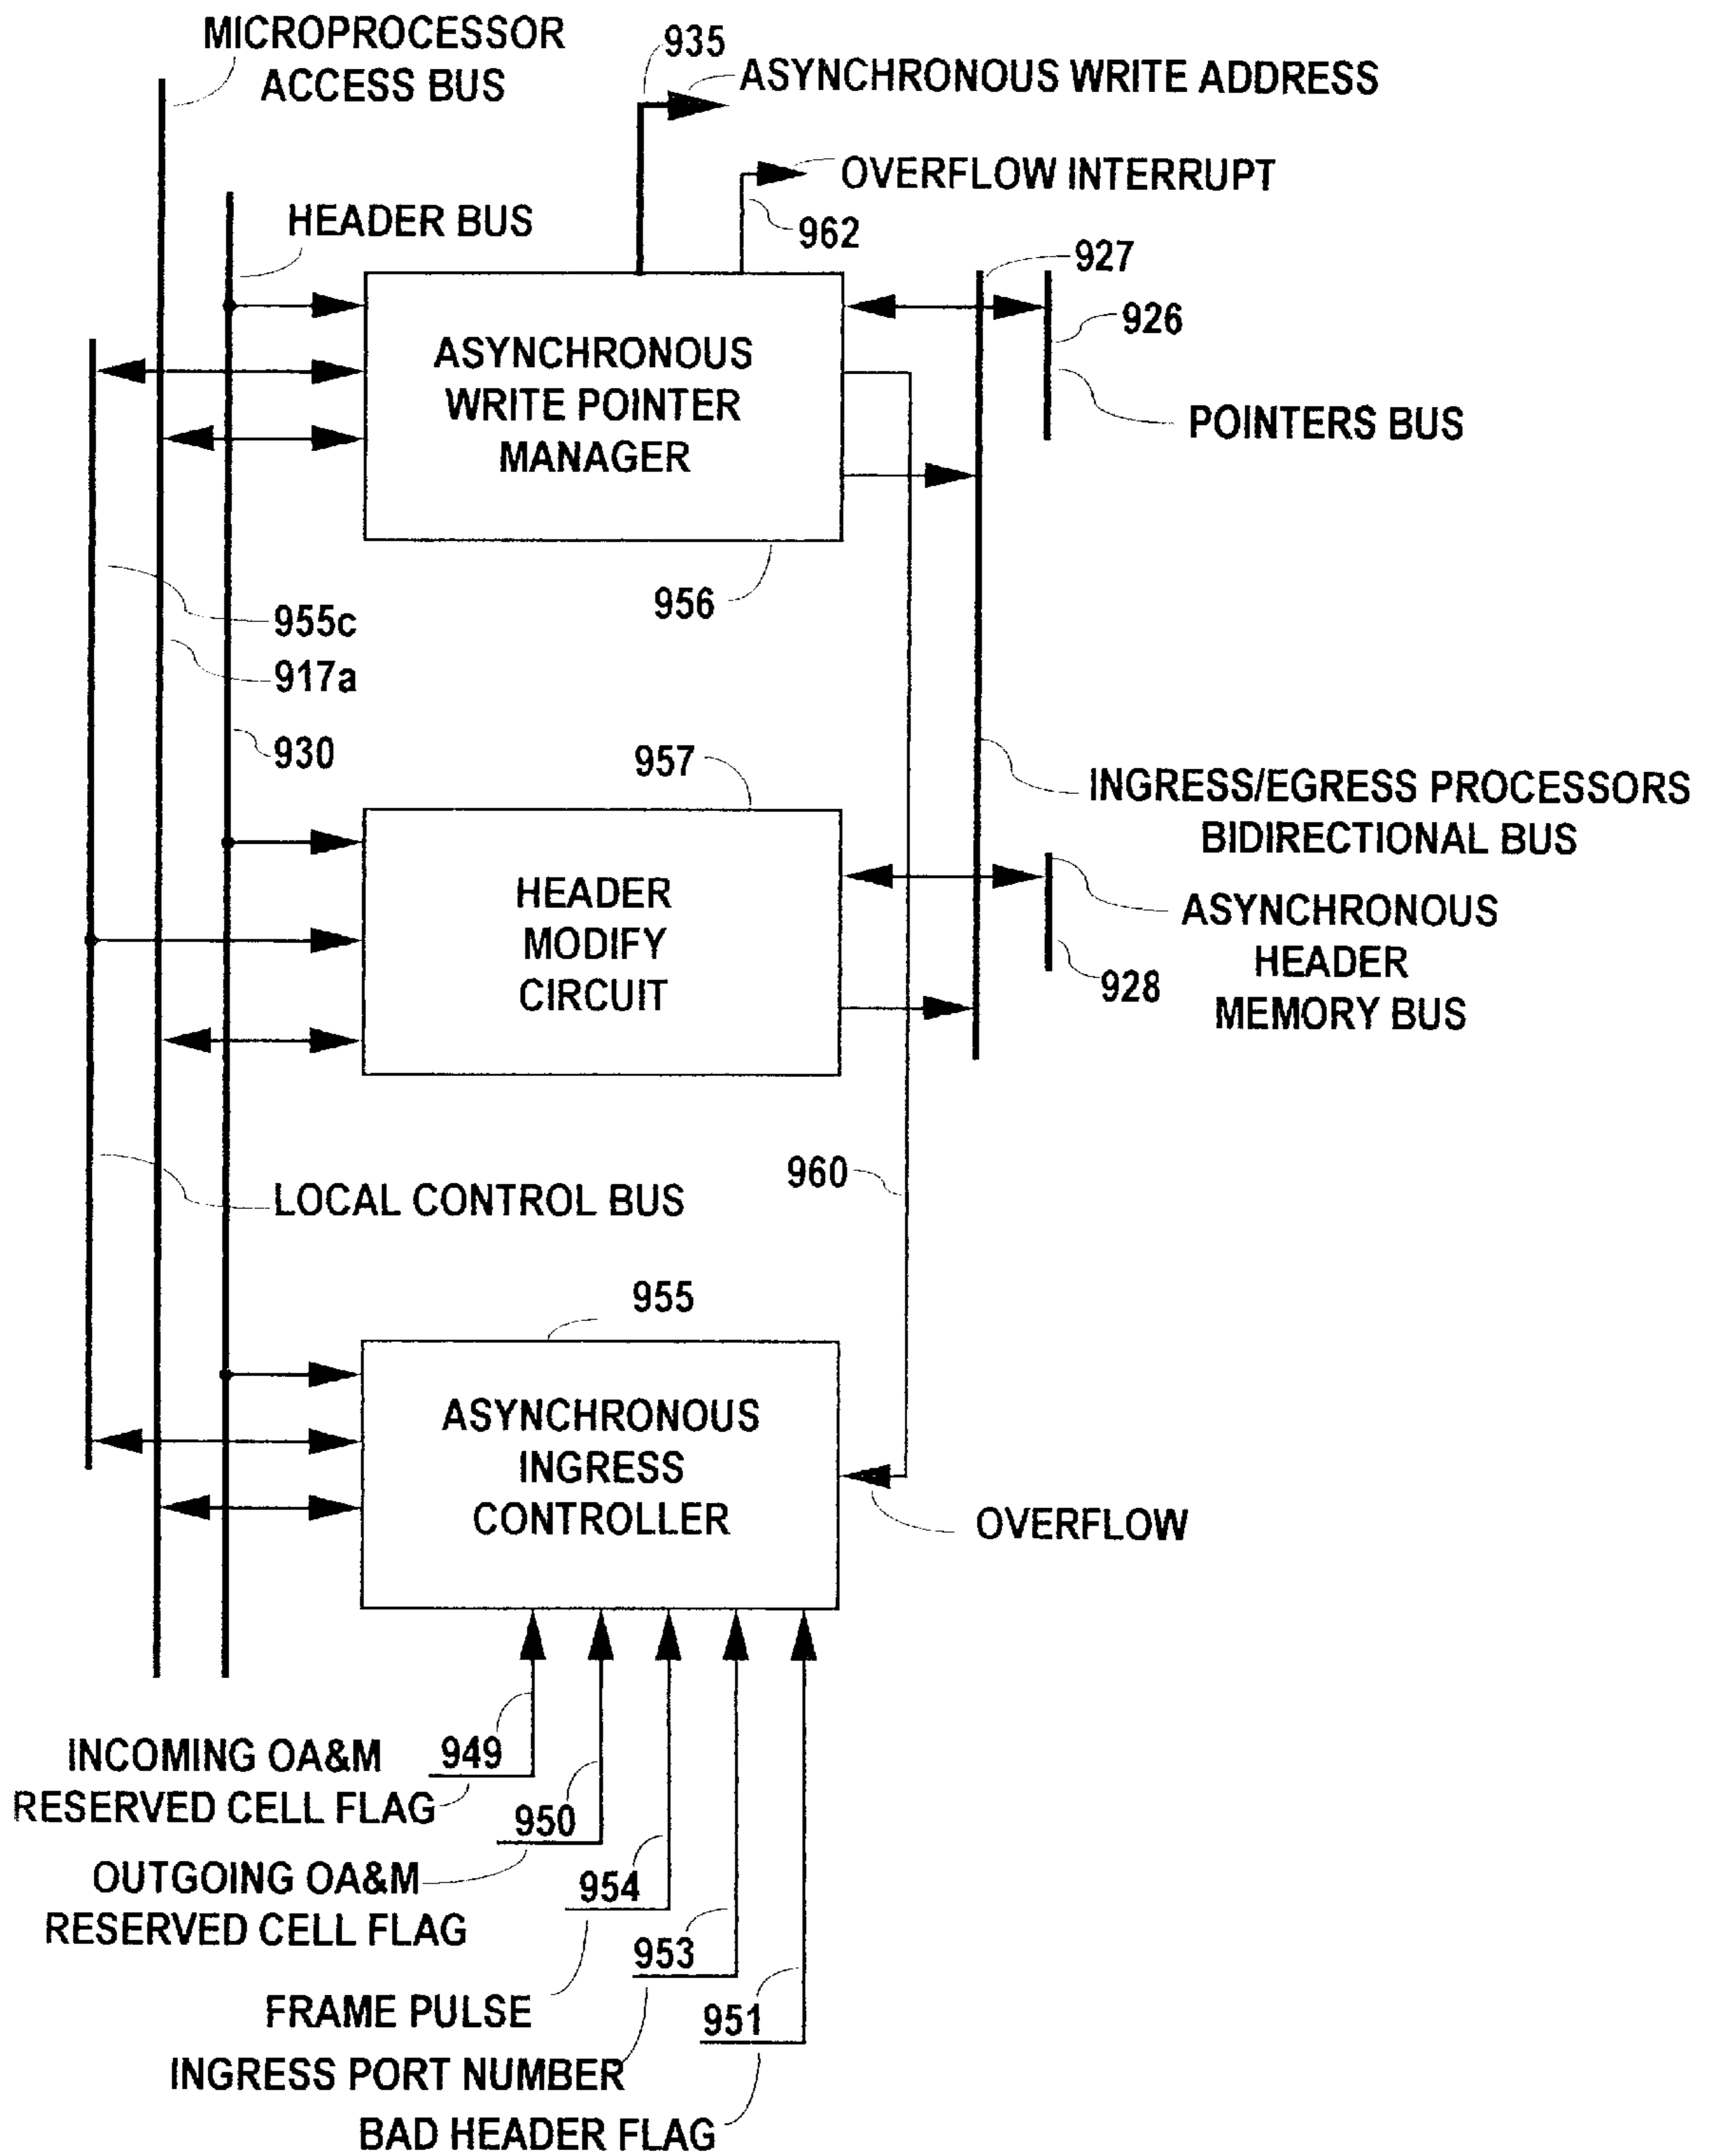 MICROPROCESSOR
ACCESS BUS
935
ASYNCHRONOUS WRITE ADDRESS
OVERFLOW INTERRUPT
962
HEADER BUS
927
926
POINTERS BUS
ASYNCHRONOUS
WRITE POINTER
MANAGER
956
955c
917a
930
957
INGRESS/EGRESS PROCESSORS
BIDIRECTIONAL BUS
HEADER
MODIFY
CIRCUIT
ASYNCHRONOUS
HEADER
MEMORY BUS
928
960
LOCAL CONTROL BUS
955
ASYNCHRONOUS
INGRESS
CONTROLLER
OVERFLOW
949
INCOMING OA&M
RESERVED CELL FLAG
950
OUTGOING OA&M
RESERVED CELL FLAG
954
953
FRAME PULSE
951
INGRESS PORT NUMBER
BAD HEADER FLAG